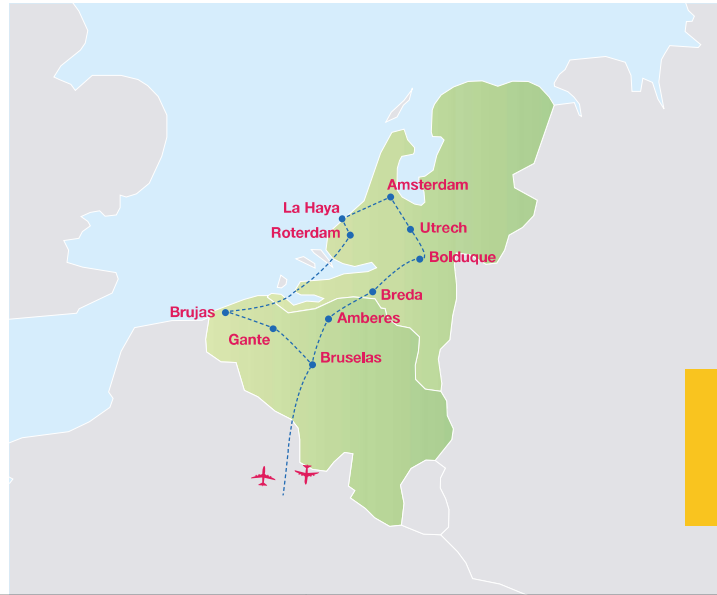 Amsterdam
La Haya
Roterdam
Utrech
Bolduque
Breda
Brujas
Amberes
Gante
Bruselas